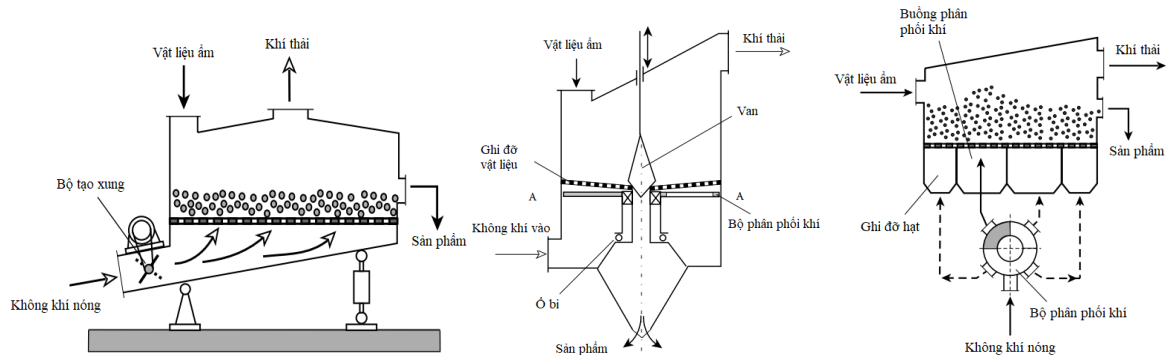 Vật liệu ẩm
Khí thải
Bộ tạo xung
Sản phẩm
Không khí nóng
Vật liệu ẩm
Khí thải
Van
Ghi đỡ
vật liệu
A
A
Bộ phân phối khí
Không khí vào
Ổ bi
Sản phẩm
Buồng phân
phối khí
Khí thải
Vật liệu ẩm
Sản phẩm
Ghi đỡ hạt
Bộ phân phối khí
Không khí nóng